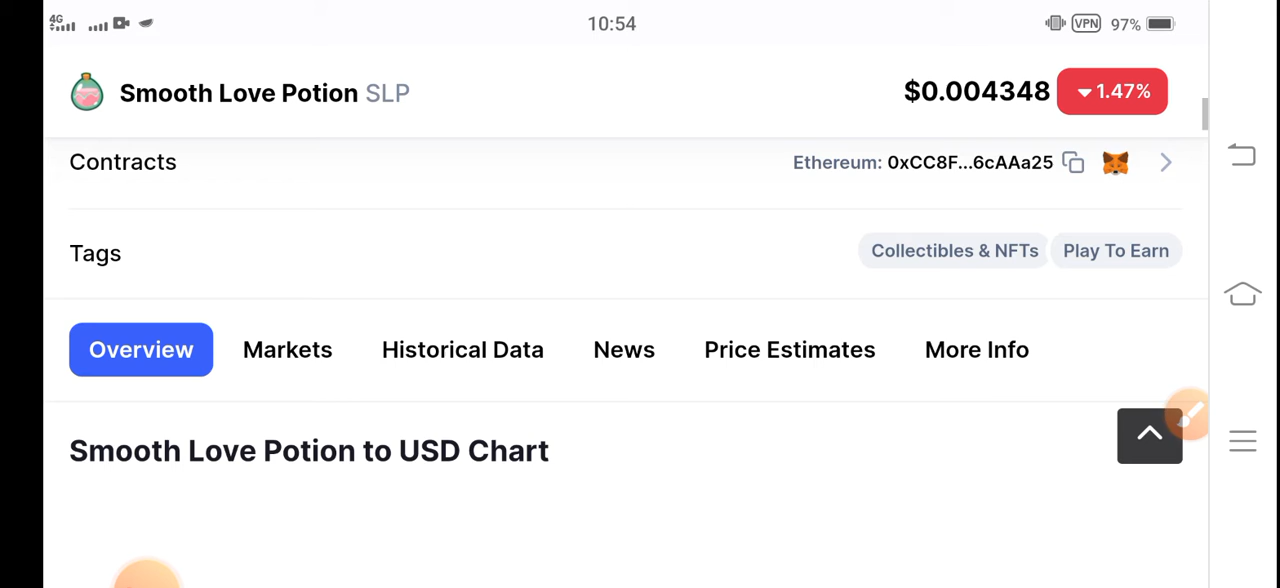 4G 10:54 VPN 97%
Smooth Love Potion SLP $0.004348 1.47%
Contracts Ethereum: 0xCC8F...6cAAa25
Tags Collectibles & NFTs Play To Earn
Overview Markets Historical Data News Price Estimates More Info
Smooth Love Potion to USD Chart